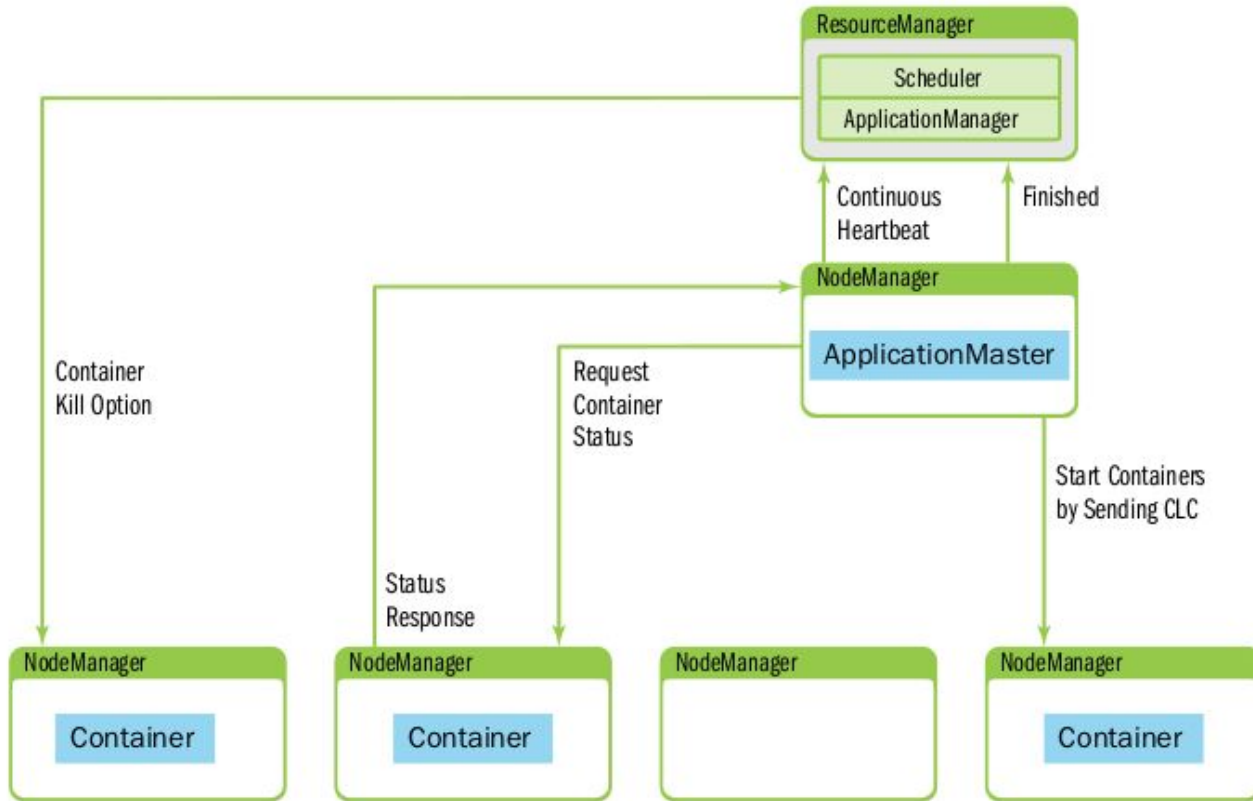 ResourceManager
Scheduler
ApplicationManager
Continuous
Heartbeat
Finished
NodeManager
ApplicationMaster
Container
Kill Option
Request
Container
Status
Start Containers
by Sending CLC
Status
Response
NodeManager
Container
NodeManager
Container
NodeManager
NodeManager
Container